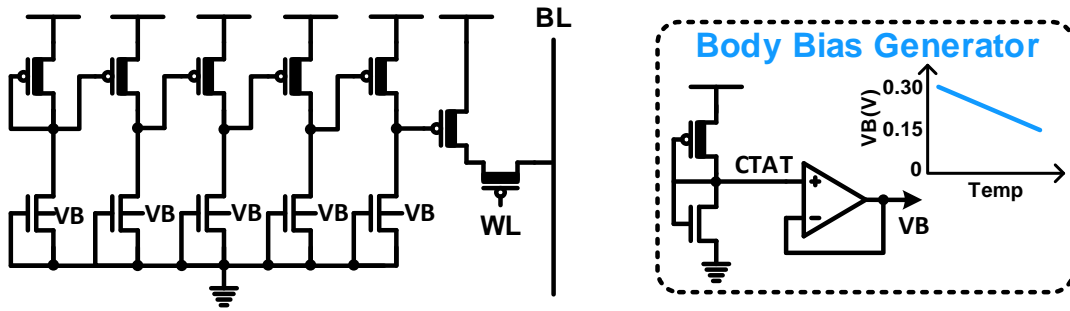 BL
VB
VB
VB
VB
VB
WL
Body Bias Generator
VB(V)
0.30
0.15
0
Temp
CTAT
+
-
VB